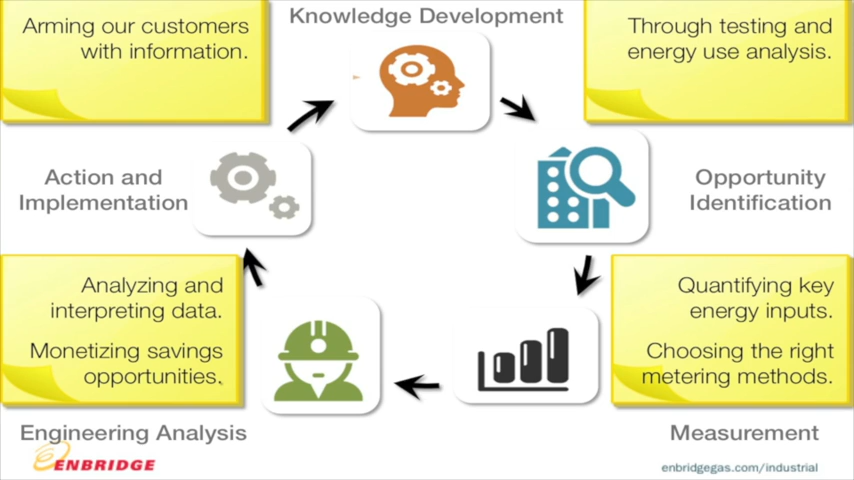 Knowledge Development
Arming our customers
with information.
Through testing and
energy use analysis.
Action and
Implementation
Opportunity
Identification
Analyzing and
interpreting data.
Monetizing savings
opportunities.
Quantifying key
energy inputs.
Choosing the right
metering methods.
Engineering Analysis
Measurement
ENBRIDGE
enbridgegas.com/industrial